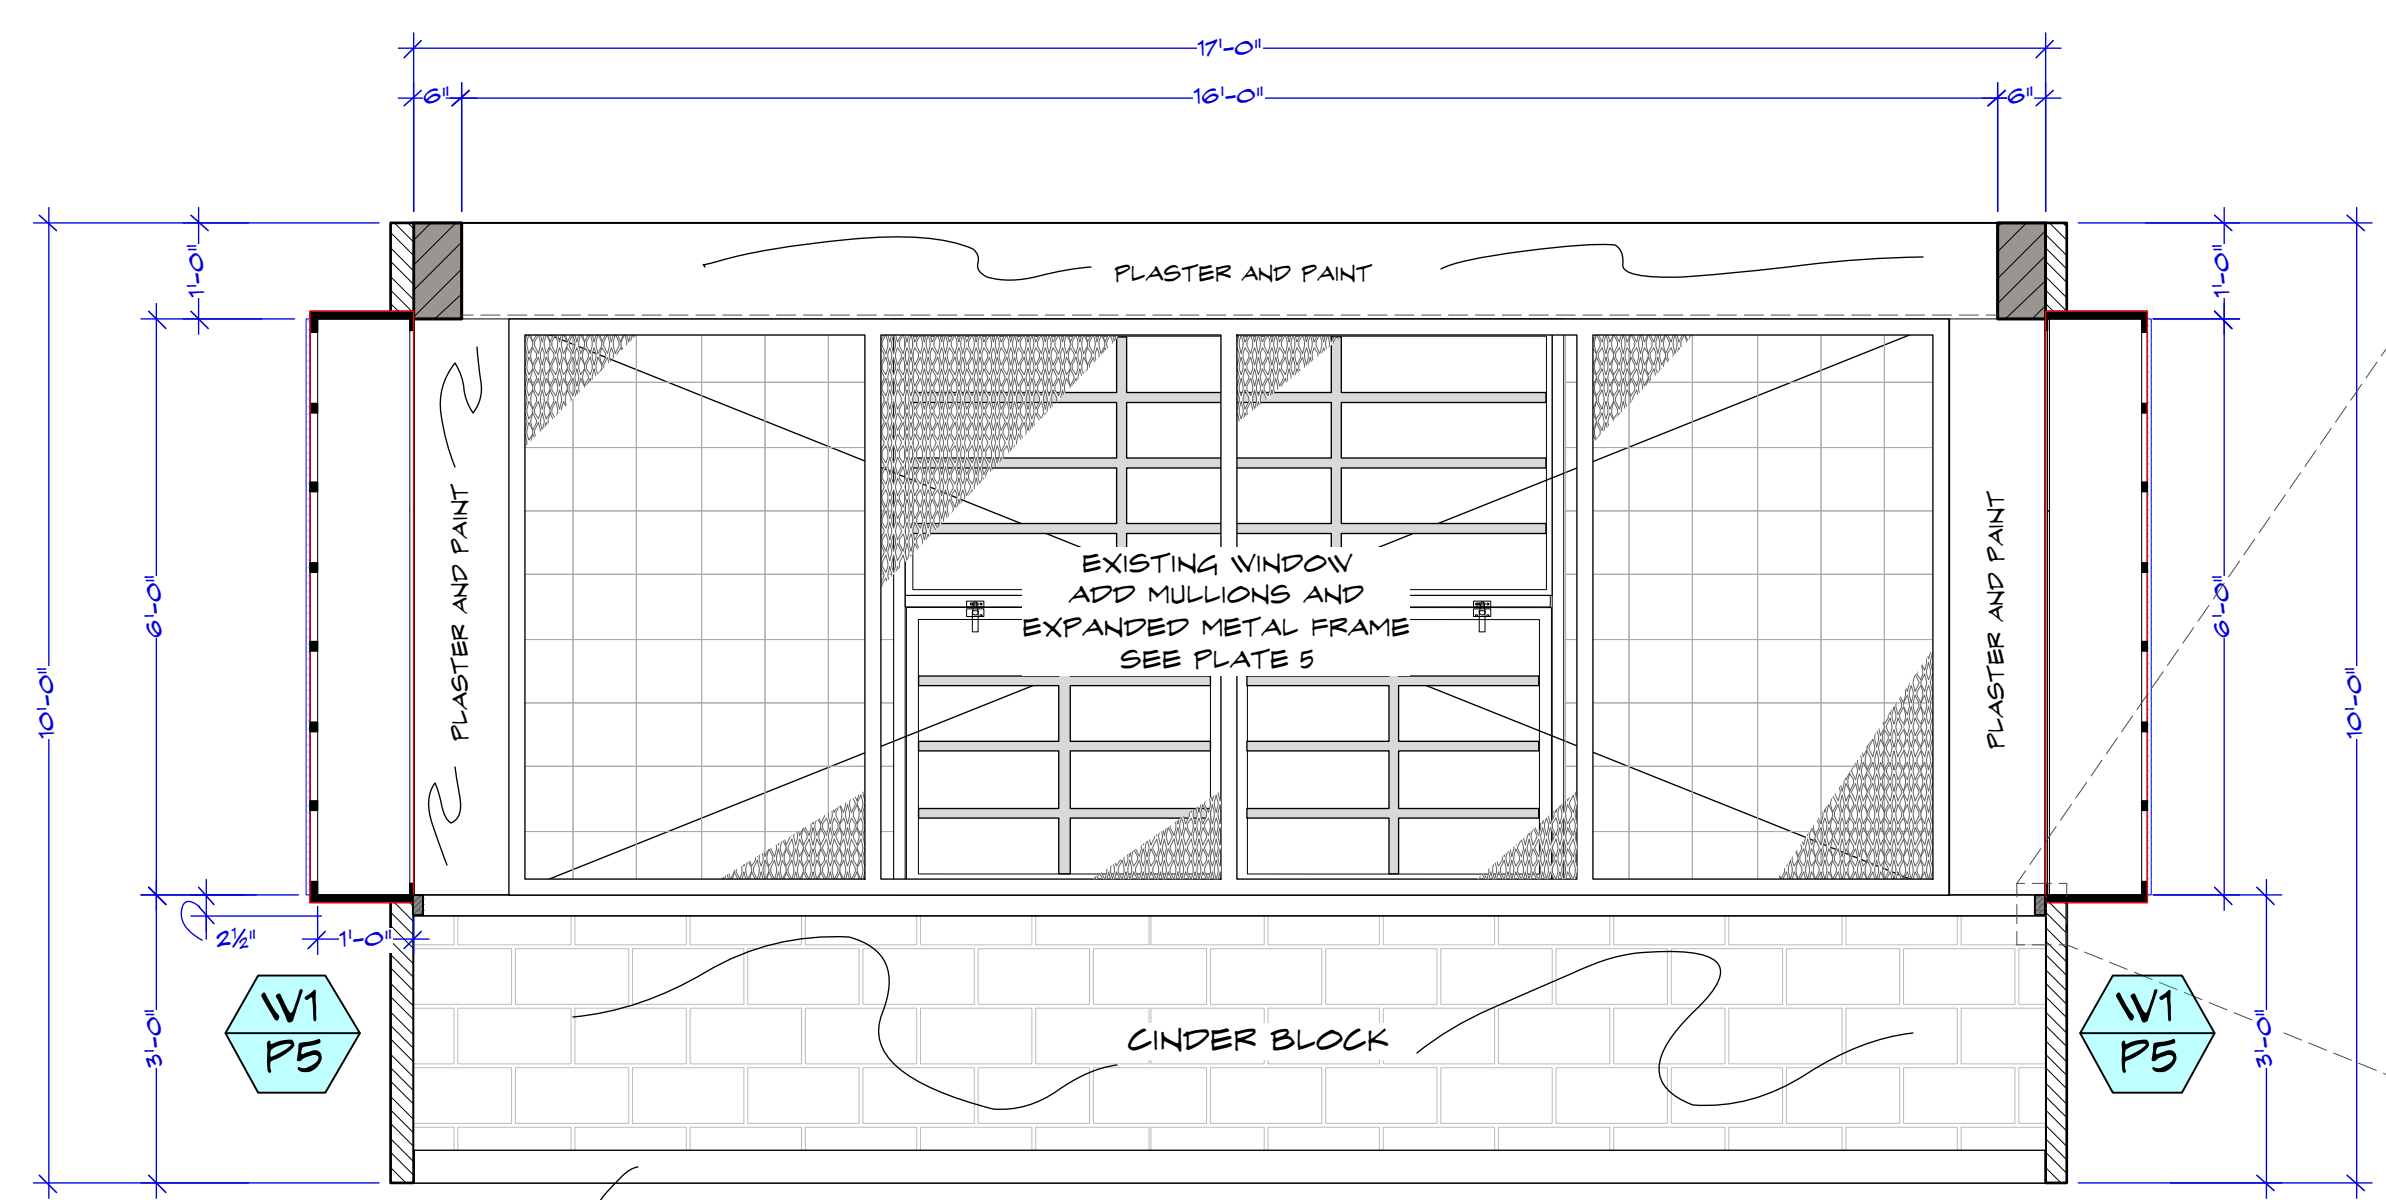 17'-0"
6"
16'-0"
6"
1'-0"
PLASTER AND PAINT
1'-0"
6'-0"
10'-0"
PLASTER AND PAINT
EXISTING WINDOW
ADD MULLIONS AND
EXPANDED METAL FRAME
SEE PLATE 5
PLASTER AND PAINT
6'-0"
10'-0"
2½"
1'-0"
W1
P5
3'-0"
CINDER BLOCK
W1
P5
3'-0"